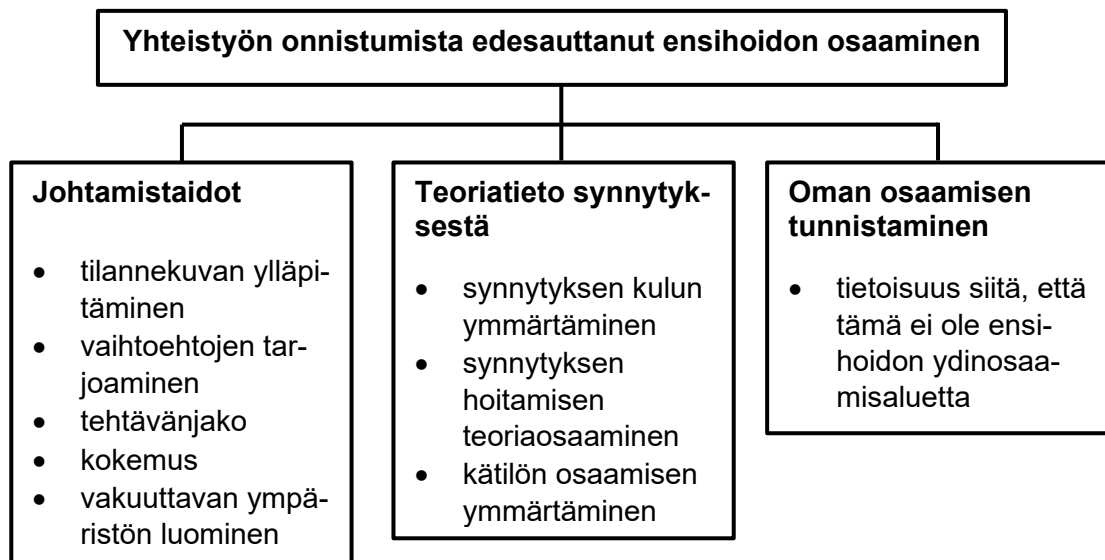 Yhteistyön onnistumista edesauttanut ensihoidon osaaminen
Johtamistaidot
• tilannekuvan ylläpi-
täminen
• vaihtoehtojen tar-
joaminen
• tehtävänjako
• kokemus
• vakuuttavan ympä-
ristön luominen
Teoriatieto synnytyk-
sestä
• synnytyksen kulun
ymmärtäminen
• synnytyksen
hoitamisen
teoriaosaaminen
• kätilön osaamisen
ymmärtäminen
Oman osaamisen
tunnistaminen
• tietoisuus siitä, että
tämä ei ole ensi-
hoidon ydinosaa-
misaluetta